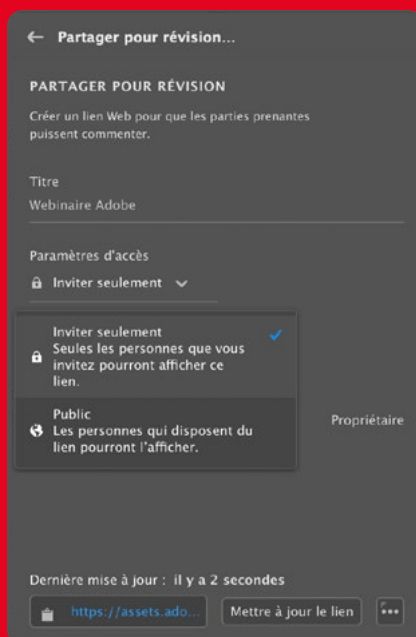 Partager pour révision...
PARTAGER POUR RÉVISION
Créer un lien Web pour que les parties prenantes
puissent commenter.
Titre
Webinaire Adobe
Paramètres d'accès
Inviter seulement
Inviter seulement
Seules les personnes que vous
invitez pourront afficher ce
lien.
Public
Les personnes qui disposent du
lien pourront l'afficher.
Propriétaire
Dernière mise à jour : il y a 2 secondes
https://assets.ado...
Mettre à jour le lien